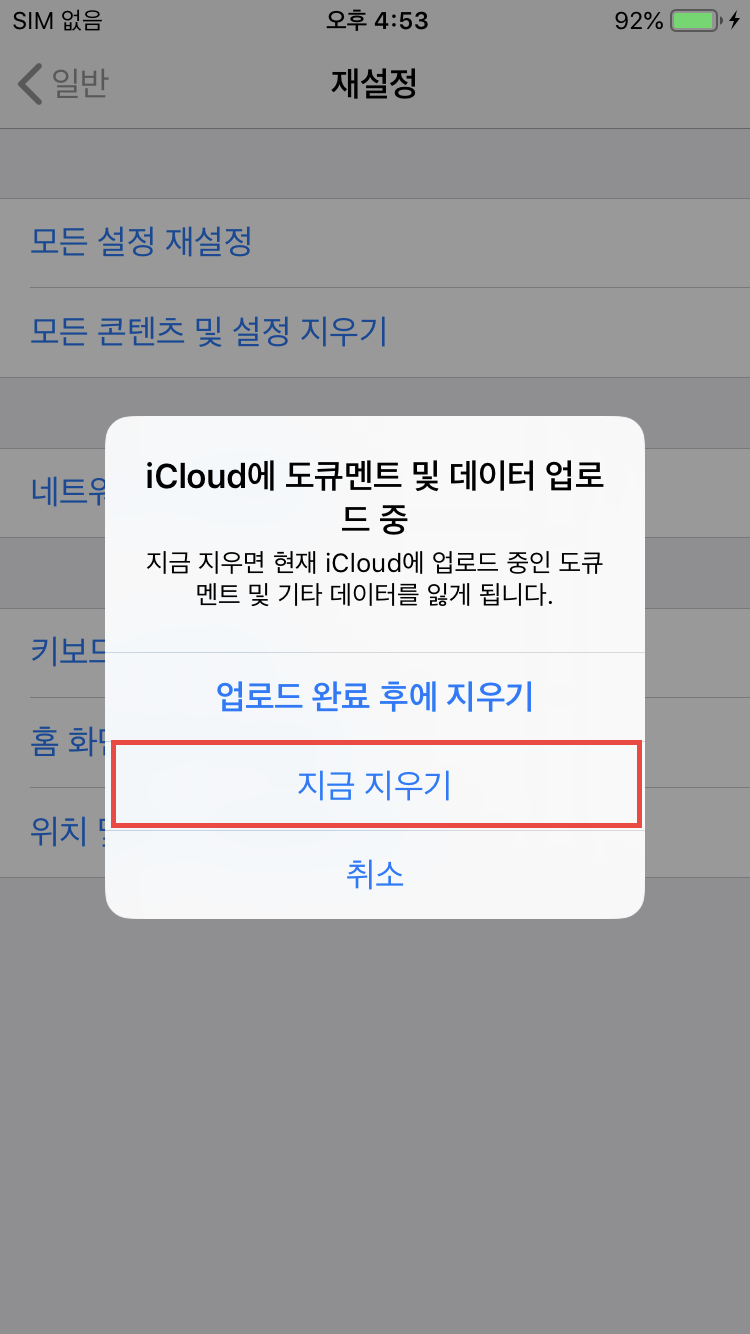 SIM 없음
오후 4:53
92%
일반
재설정
모든 설정 재설정
모든 콘텐츠 및 설정 지우기
iCloud에 도큐멘트 및 데이터 업로
드 중
지금 지우면 현재 iCloud에 업로드 중인 도큐
멘트 및 기타 데이터를 잃게 됩니다.
네트워
키보드
업로드 완료 후에 지우기
홈 화면
지금 지우기
위치 및
취소